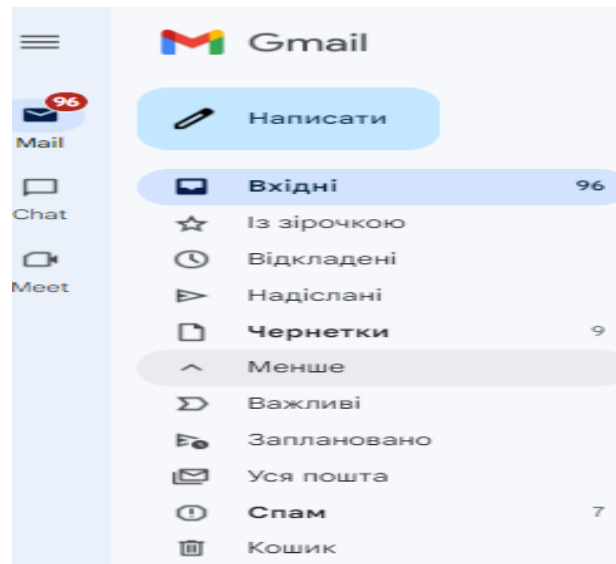 Gmail
96
Mail
Chat
Meet
Написати
Вхідні 96
Із зірочкою
Відкладені
Надіслані
Чернетки 9
Менше
Важливі
Заплановано
Уся пошта
Спам 7
Кошик